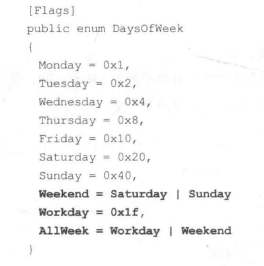 [Flags]
public enum DaysOfWeek
{
Monday = 0x1,
Tuesday = 0x2,
Wednesday = 0x4,
Thursday = 0x8,
Friday = 0x10,
Saturday = 0x20,
Sunday = 0x40,
Weekend = Saturday | Sunday
Workday = 0x1f,
AllWeek = Workday | Weekend
}